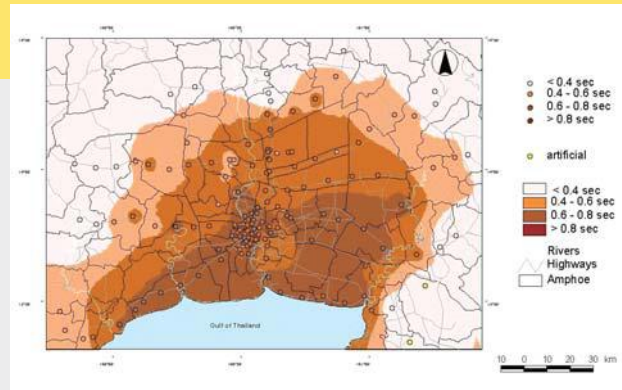 < 0.4 sec
0.4 - 0.6 sec
0.6 - 0.8 sec
> 0.8 sec
artificial
< 0.4 sec
0.4 - 0.6 sec
0.6 - 0.8 sec
> 0.8 sec
Rivers
Highways
Amphoe
Gulf of Thailand
10 0 10 20 30 km